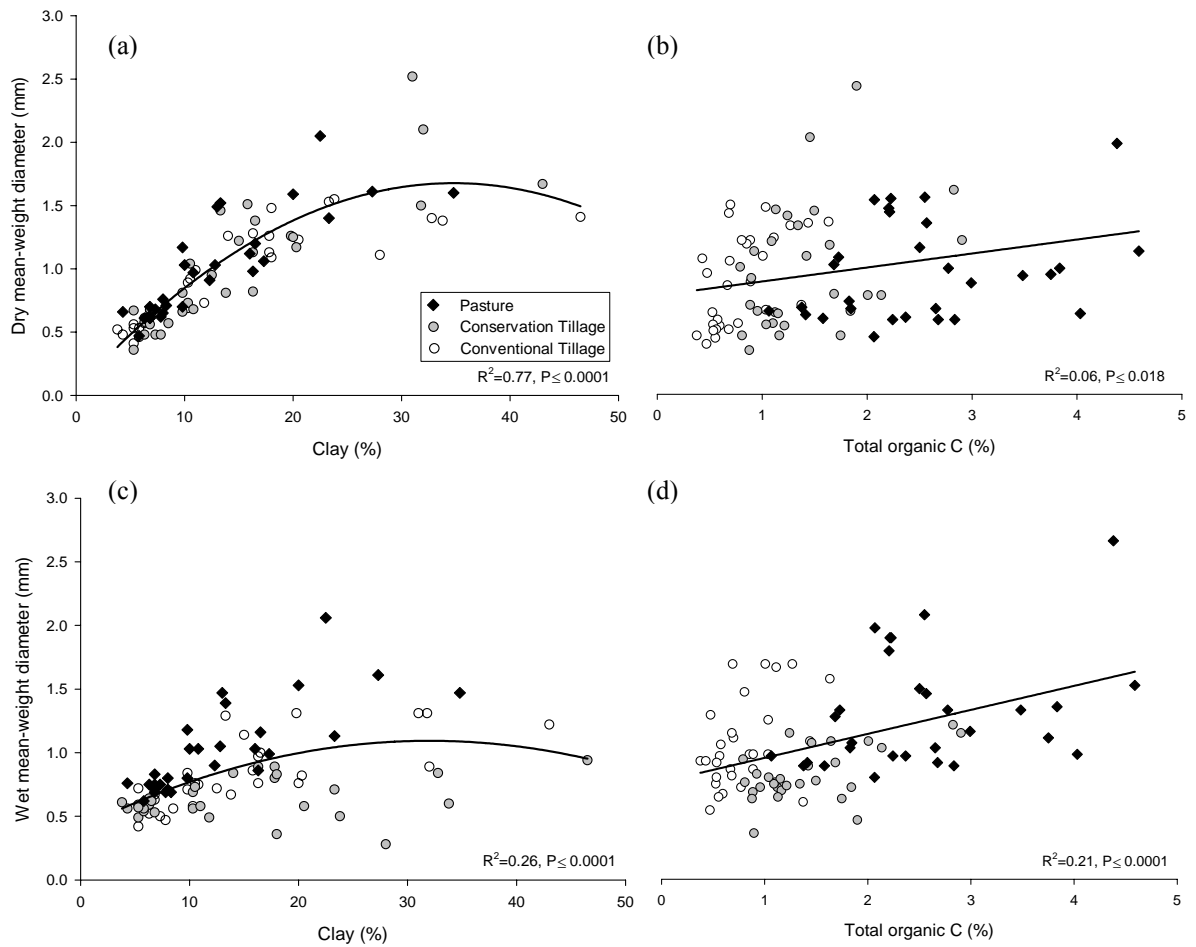 (a)
Dry mean-weight diameter (mm)
3.0
2.5
2.0
1.5
1.0
0.5
0.0
Pasture
Conservation Tillage
Conventional Tillage
R²=0.77, P≤ 0.0001
0 10 20 30 40 50
Clay (%)
(b)
R²=0.06, P≤ 0.018
0 1 2 3 4 5
Total organic C (%)
(c)
Wet mean-weight diameter (mm)
3.0
2.5
2.0
1.5
1.0
0.5
0.0
R²=0.26, P≤ 0.0001
0 10 20 30 40 50
Clay (%)
(d)
R²=0.21, P≤ 0.0001
0 1 2 3 4 5
Total organic C (%)